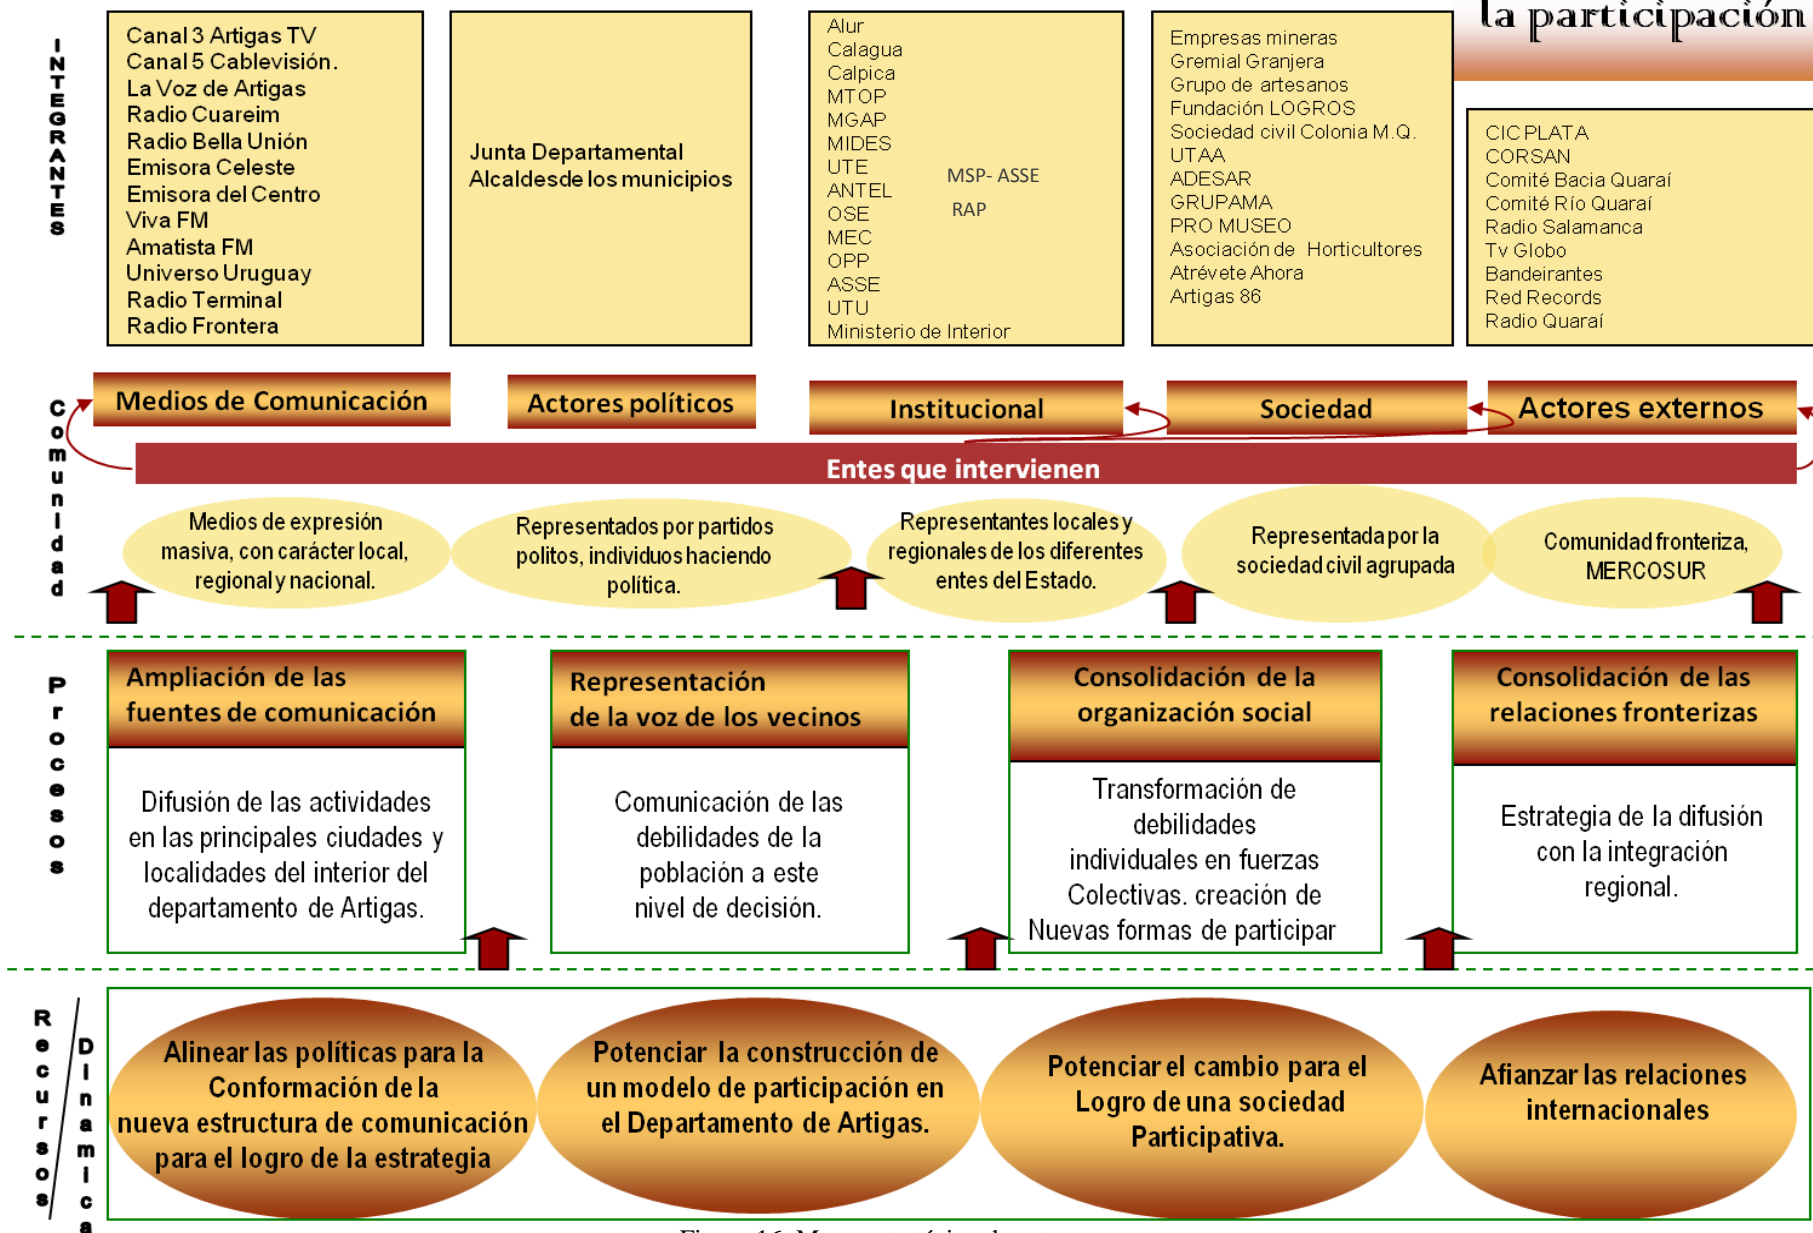 la participación
INTEGRANTES
Canal 3 Artigas TV
Canal 5 Cablevisión.
La Voz de Artigas
Radio Cuareim
Radio Bella Unión
Emisora Celeste
Emisora del Centro
Viva FM
Amatista FM
Universo Uruguay
Radio Terminal
Radio Frontera
Junta Departamental
Alcaldesde los municipios
Alur
Calagua
Calpica
MTOP
MGAP
MIDES
UTE
ANTEL
OSE
MEC
OPP
ASSE
UTU
Ministerio de Interior
MSP- ASSE
RAP
Empresas mineras
Gremial Granjera
Grupo de artesanos
Fundación LOGROS
Sociedad civil Colonia M.Q.
UTAA
ADESAR
GRUPAMA
PRO MUSEO
Asociación de Horticultores
Atrévete Ahora
Artigas 86
CIC PLATA
CORSAN
Comité Bacia Quaraí
Comité Río Quaraí
Radio Salamanca
Tv Globo
Bandeirantes
Red Records
Radio Quaraí
Comunidad
Medios de Comunicación
Actores políticos
Institucional
Sociedad
Actores externos
Entes que intervienen
Medios de expresión
masiva, con carácter local,
regional y nacional.
Representados por partidos
politos, individuos haciendo
política.
Representantes locales y
regionales de los diferentes
entes del Estado.
Representada por la
sociedad civil agrupada
Comunidad fronteriza,
MERCOSUR
Procesos
Ampliación de las
fuentes de comunicación
Difusión de las actividades
en las principales ciudades y
localidades del interior del
departamento de Artigas.
Representación
de la voz de los vecinos
Comunicación de las
debilidades de la
población a este
nivel de decisión.
Consolidación de la
organización social
Transformación de
debilidades
individuales en fuerzas
Colectivas. creación de
Nuevas formas de participar
Consolidación de las
relaciones fronterizas
Estrategia de la difusión
con la integración
regional.
Recursos/
Dinamica
Alinear las políticas para la
Conformación de la
nueva estructura de comunicación
para el logro de la estrategia
Potenciar la construcción de
un modelo de participación en
el Departamento de Artigas.
Potenciar el cambio para el
Logro de una sociedad
Participativa.
Afianzar las relaciones
internacionales